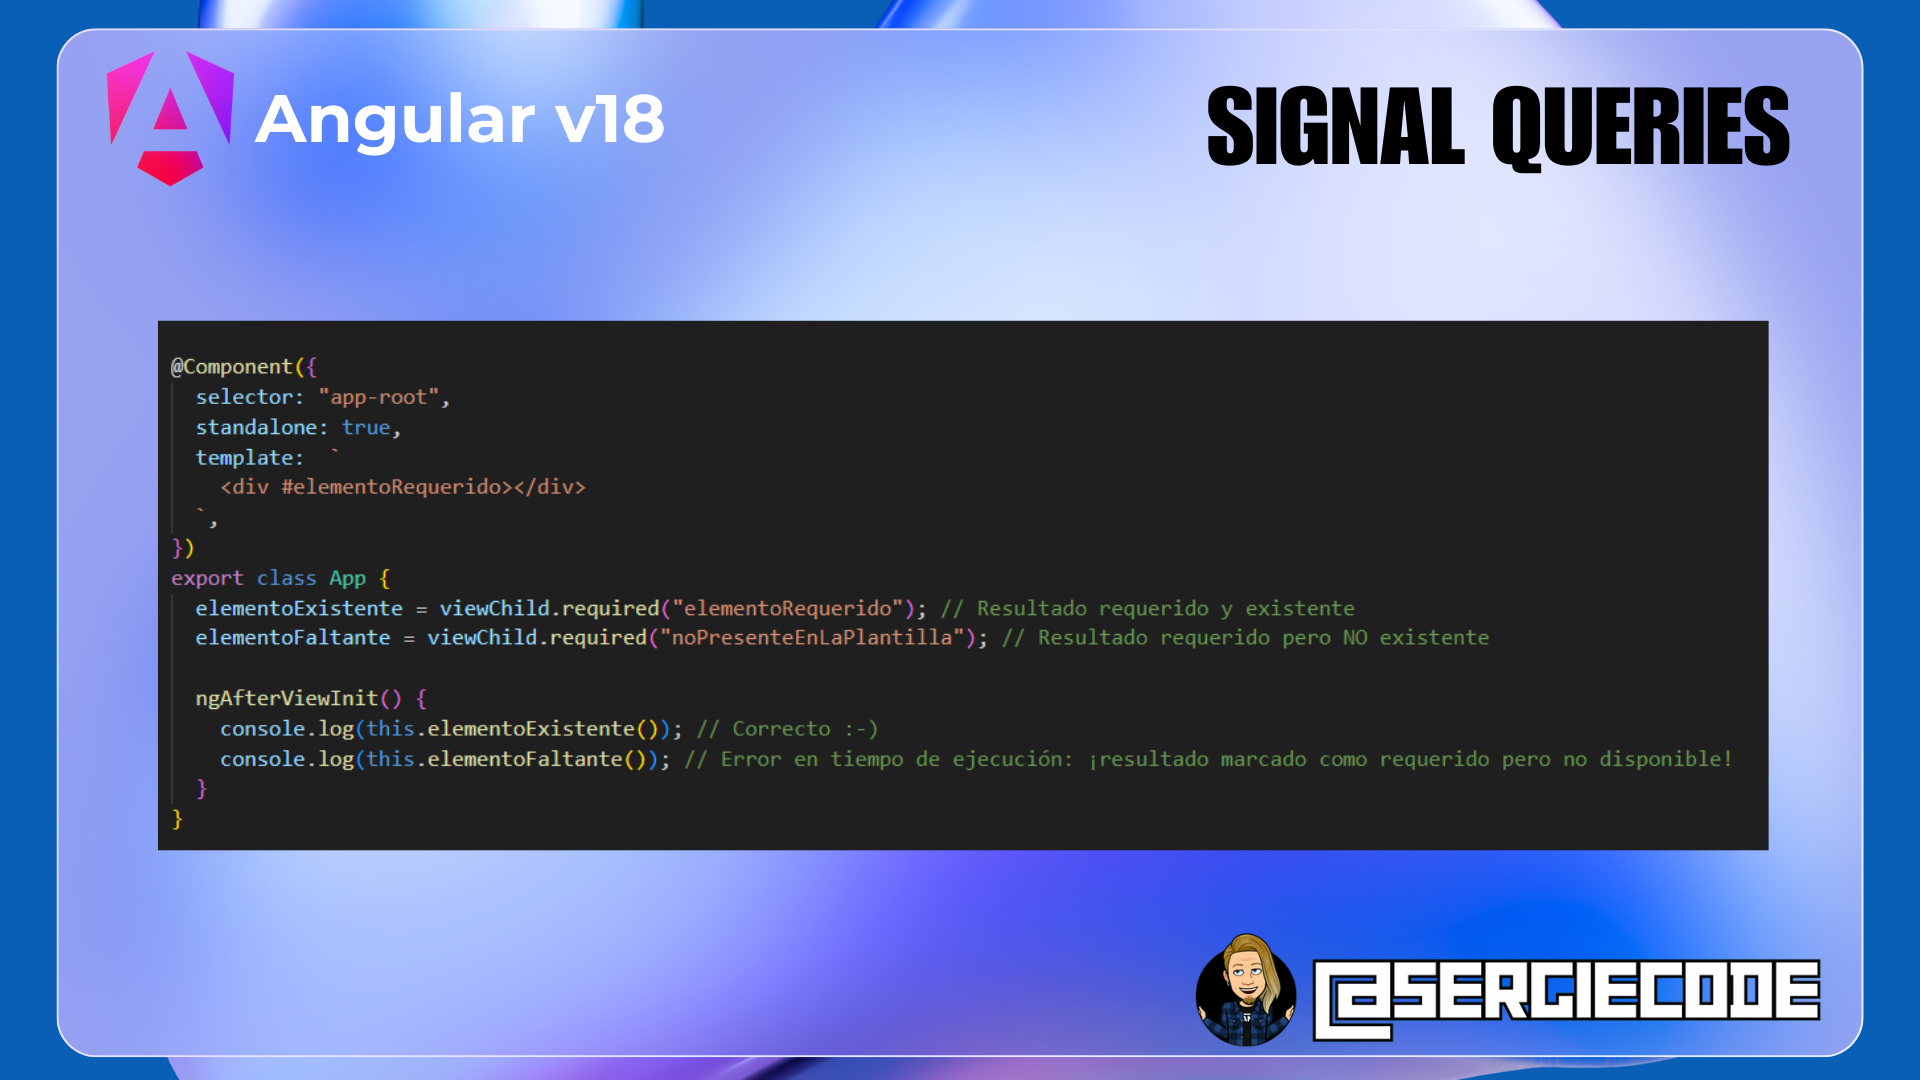 Angular v18
SIGNAL QUERIES
@Component({
  selector: "app-root",
  standalone: true,
  template:  `
    <div #elementoRequerido></div>
  `,
})
export class App {
  elementoExistente = viewChild.required("elementoRequerido"); // Resultado requerido y existente
  elementoFaltante = viewChild.required("noPresenteEnLaPlantilla"); // Resultado requerido pero NO existente

  ngAfterViewInit() {
    console.log(this.elementoExistente()); // Correcto :-)
    console.log(this.elementoFaltante()); // Error en tiempo de ejecución: ¡resultado marcado como requerido pero no disponible!
  }
}
@SERGIECODE